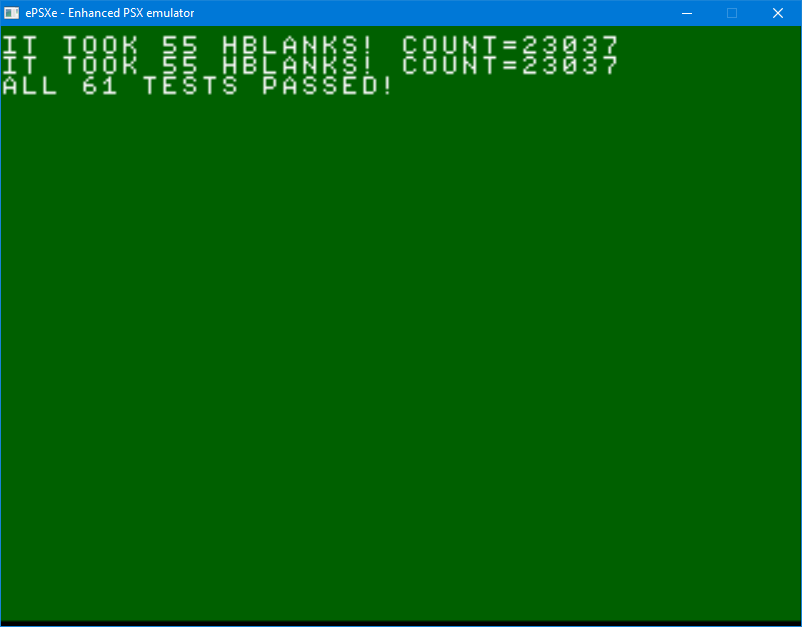 ePSXe - Enhanced PSX emulator
IT TOOK 55 HBLANKS! COUNT=23037
IT TOOK 55 HBLANKS! COUNT=23037
ALL 61 TESTS PASSED!